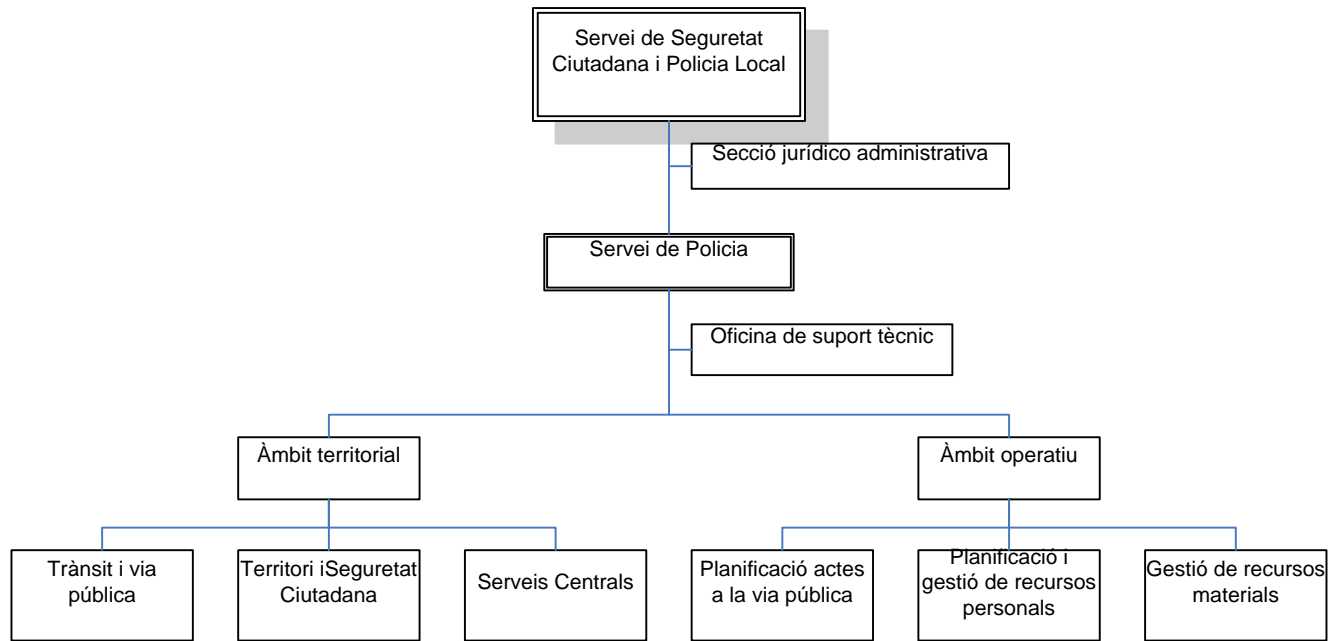 Servei de Seguretat
Ciutadana i Policia Local
Secció jurídico administrativa
Servei de Policia
Oficina de suport tècnic
Àmbit territorial
Àmbit operatiu
Trànsit i via
pública
Territori iSeguretat
Ciutadana
Serveis Centrals
Planificació actes
a la via pública
Planificació i
gestió de recursos
personals
Gestió de recursos
materials